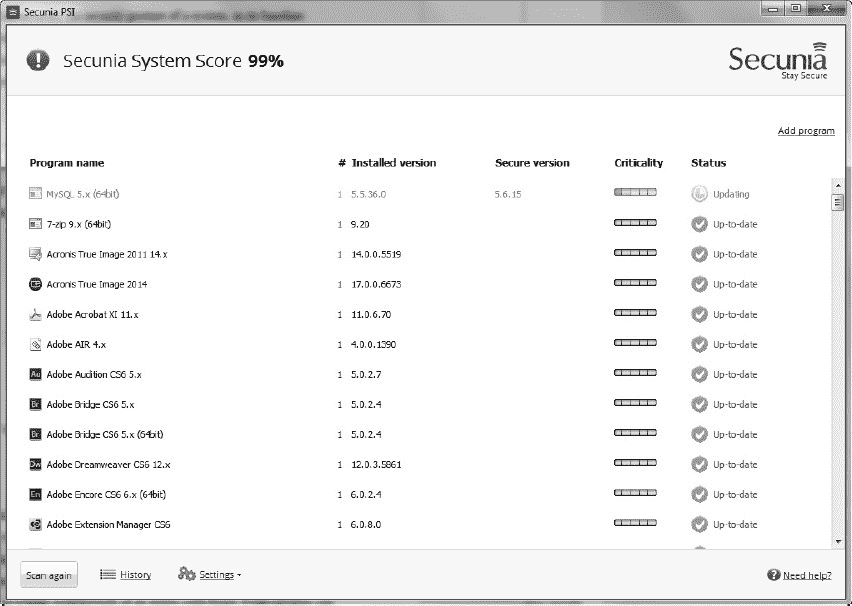 Secunia PSI
Secunia System Score 99%
Secunia
Stay Secure
Add program
Program name # Installed version Secure version Criticality Status
MySQL 5.x (64bit) 1 5.5.36.0 5.6.15 Updating
7-zip 9.x (64bit) 1 9.20 Up-to-date
Acronis True Image 2011 14.x 1 14.0.0.5519 Up-to-date
Acronis True Image 2014 1 17.0.0.6673 Up-to-date
Adobe Acrobat XI 11.x 1 11.0.6.70 Up-to-date
Adobe AIR 4.x 1 4.0.0.1390 Up-to-date
Au Adobe Audition CS6 5.x 1 5.0.2.7 Up-to-date
Br Adobe Bridge CS6 5.x 1 5.0.2.4 Up-to-date
Br Adobe Bridge CS6 5.x (64bit) 1 5.0.2.4 Up-to-date
Dw Adobe Dreamweaver CS6 12.x 1 12.0.3.5861 Up-to-date
En Adobe Encore CS6 6.x (64bit) 1 6.0.2.4 Up-to-date
Adobe Extension Manager CS6 1 6.0.8.0 Up-to-date
Scan again History Settings Need help?